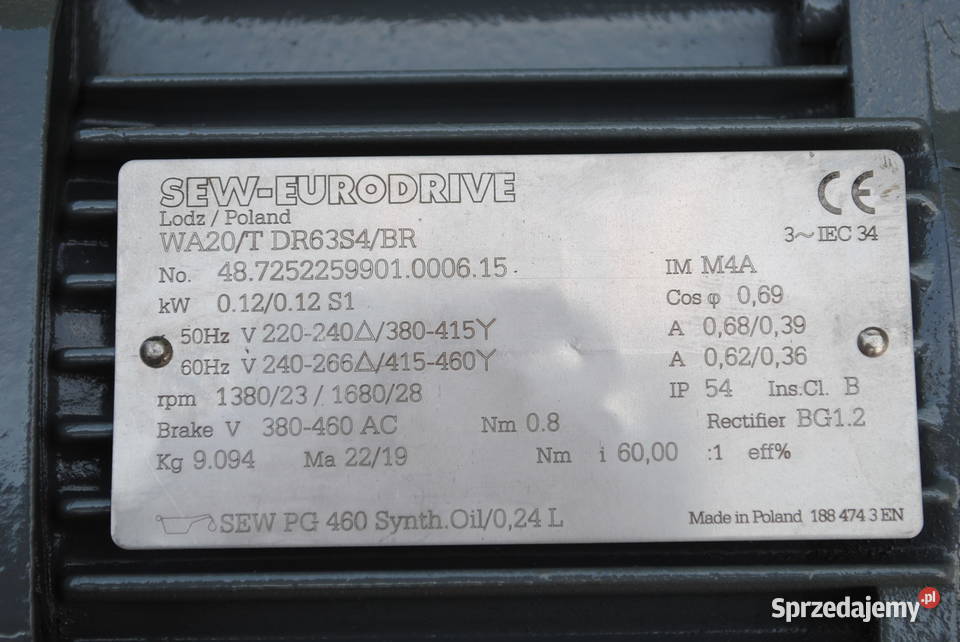 SEW-EURODRIVE
Lodz / Poland
WA20/T DR63S4/BR
CE
3~ IEC 34
No. 48.7252259901.0006.15
IM M4A
kW 0.12/0.12 S1
Cos φ 0,69
50Hz V 220-240△/380-415Y
A 0,68/0,39
60Hz V 240-266△/415-460Y
A 0,62/0,36
rpm 1380/23 / 1680/28
IP 54 Ins.Cl. B
Brake V 380-460 AC Nm 0.8
Rectifier BG1.2
Kg 9.094 Ma 22/19 Nm i 60,00 :1 eff%
SEW PG 460 Synth.Oil/0,24 L
Made in Poland 188 474 3 EN
Sprzedajemy.pl